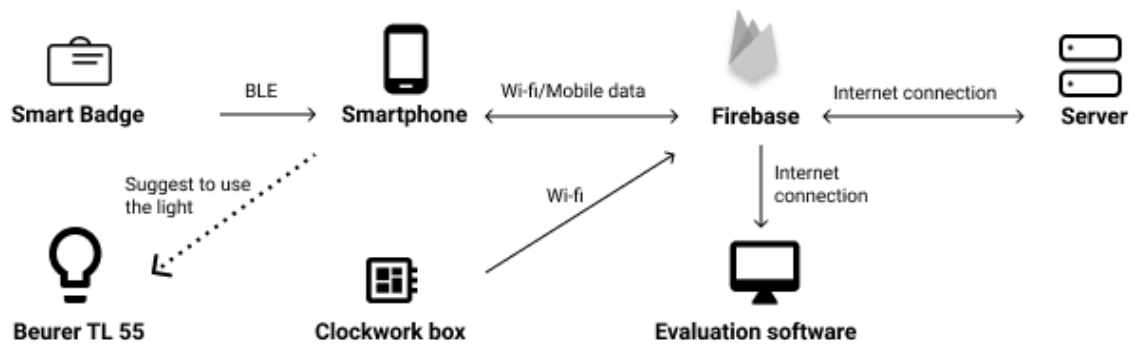 BLE
Wi-fi/Mobile data
Internet connection
Smart Badge
Smartphone
Firebase
Server
Suggest to use
the light
Wi-fi
Internet
connection
Beurer TL 55
Clockwork box
Evaluation software